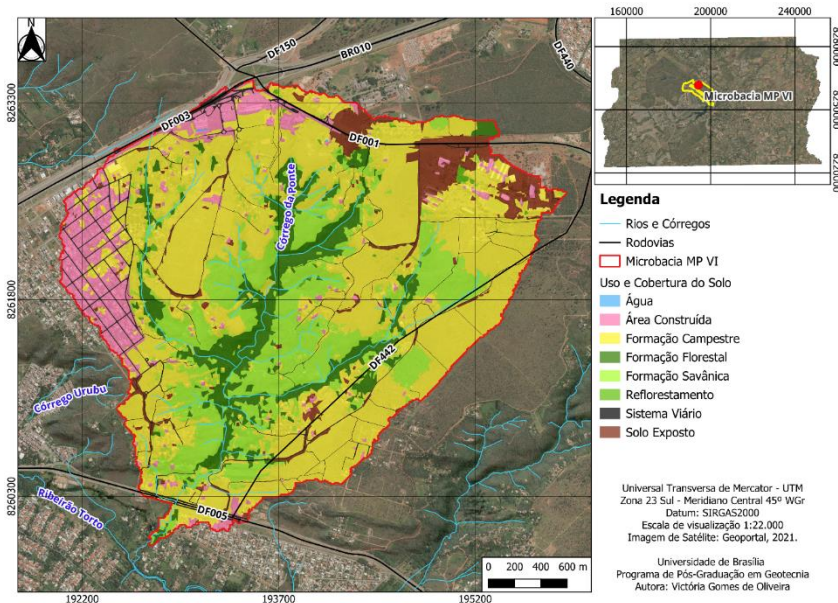 N
DF150
BR010
DF440
DF003
DF001
8263300
Córrego da Ponte
8261800
DF442
Córrego Urubu
8260300
DF005
Ribeirão Torto
0 200 400 600 m
192200
193700
195200
160000
200000
240000
8280000
8250000
8220000
Microbacia MP VI
Legenda
Rios e Córregos
Rodovias
Microbacia MP VI
Uso e Cobertura do Solo
Água
Área Construída
Formação Campestre
Formação Florestal
Formação Savânica
Reflorestamento
Sistema Viário
Solo Exposto
Universal Transversa de Mercator - UTM
Zona 23 Sul - Meridiano Central 45º WGr
Datum: SIRGAS2000
Escala de visualização 1:22.000
Imagem de Satélite: Geoportal, 2021.
Universidade de Brasília
Programa de Pós-Graduação em Geotecnia
Autora: Victória Gomes de Oliveira